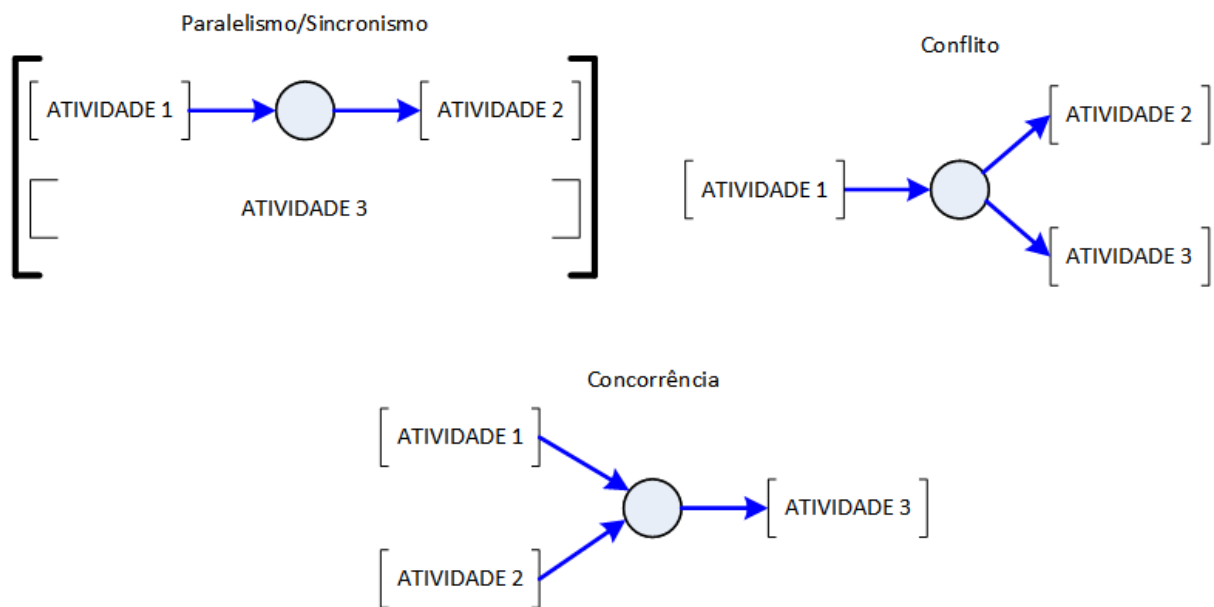 Paralelismo/Sincronismo
ATIVIDADE 1
ATIVIDADE 2
ATIVIDADE 3
Conflito
ATIVIDADE 1
ATIVIDADE 2
ATIVIDADE 3
Concorrência
ATIVIDADE 1
ATIVIDADE 2
ATIVIDADE 3